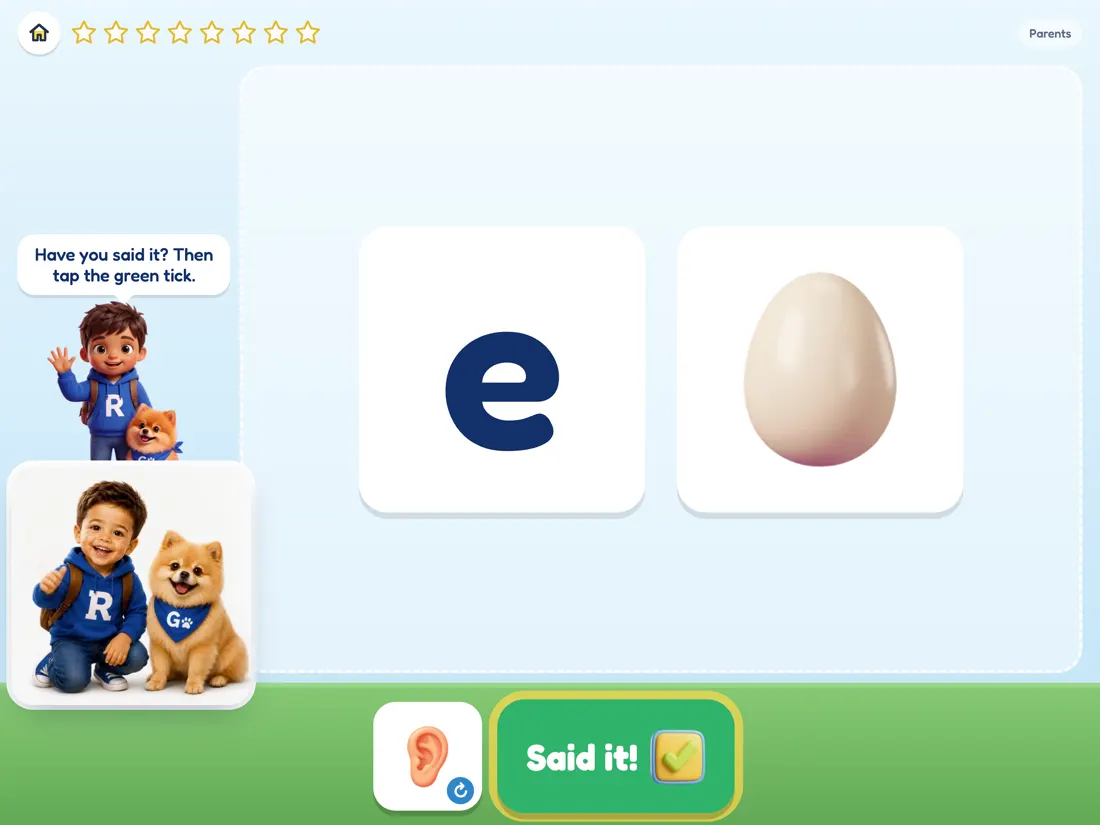 Parents
Have you said it? Then
tap the green tick.
e
R
G
R
G
Said it!